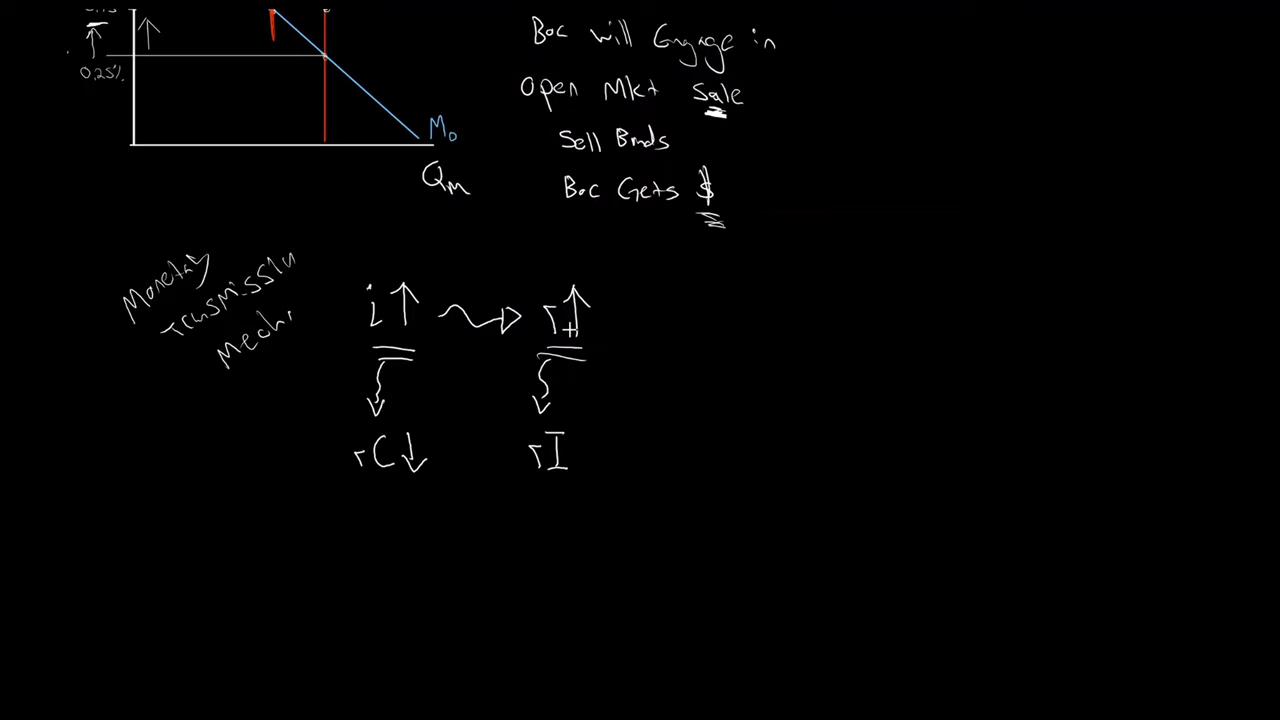 0.25%
M₀
Qₘ
BoC will Engage in
Open Mkt Sale
Sell Bonds
BoC Gets $
Monetary
Transmission
Mech.
i↑ r↑
rC↓ rI